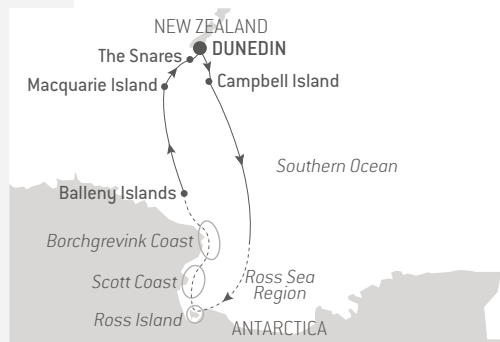 NEW ZEALAND
DUNEDIN
The Snares
Campbell Island
Macquarie Island
Southern Ocean
Balleny Islands
Borchgrevink Coast
Scott Coast
Ross Sea
Region
Ross Island
ANTARCTICA